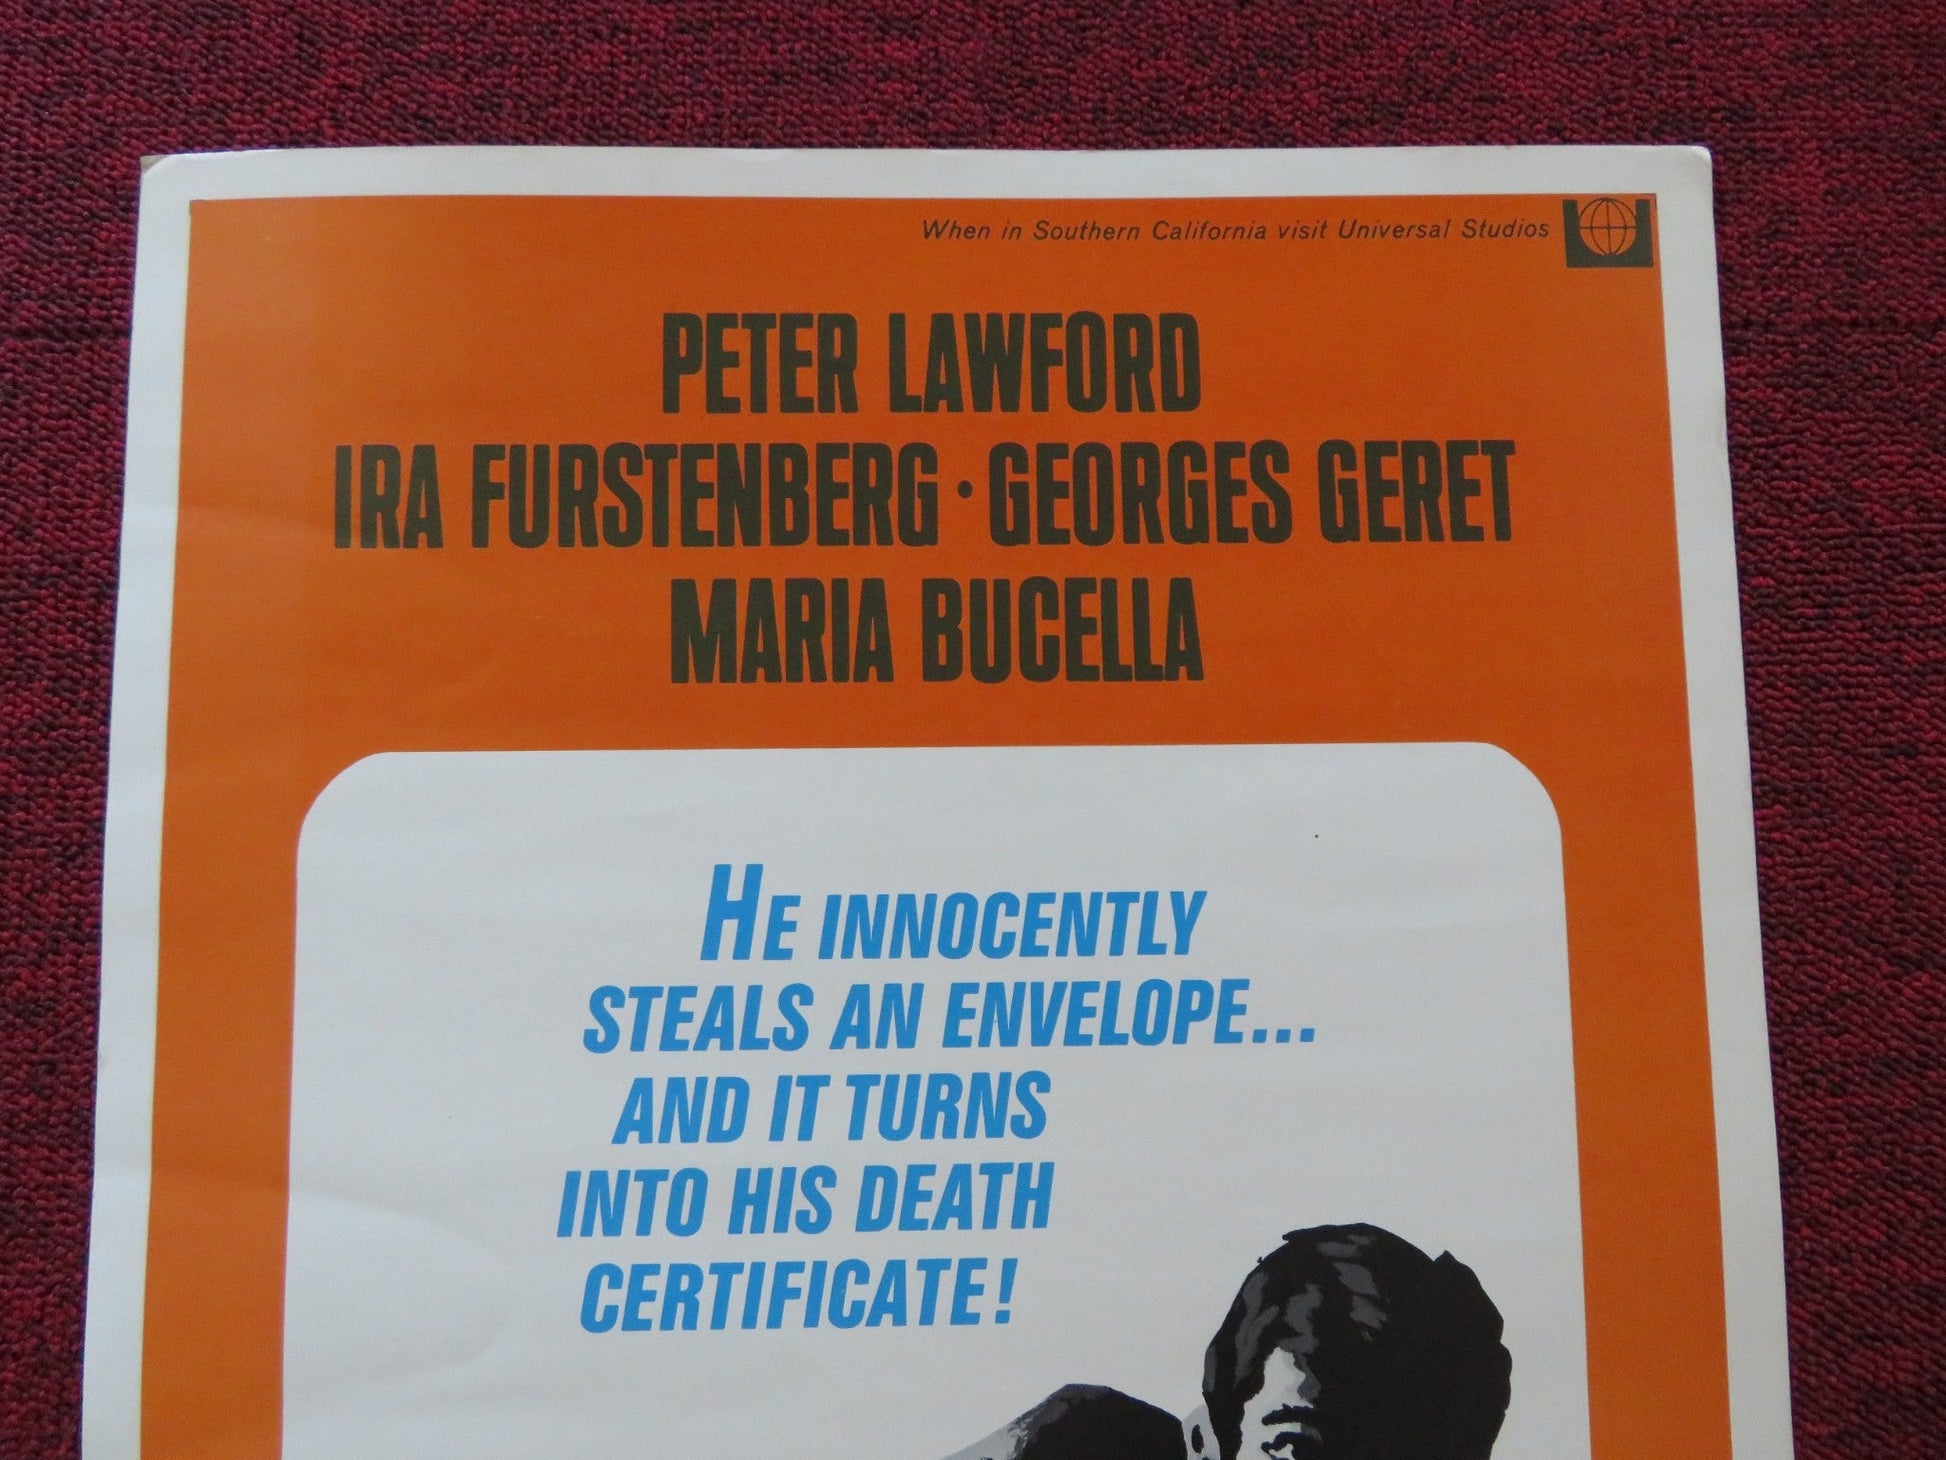 When in Southern California visit Universal Studios
PETER LAWFORD
IRA FURSTENBERG · GEORGES GERET
MARIA BUCELLA
HE INNOCENTLY
STEALS AN ENVELOPE...
AND IT TURNS
INTO HIS DEATH
CERTIFICATE!